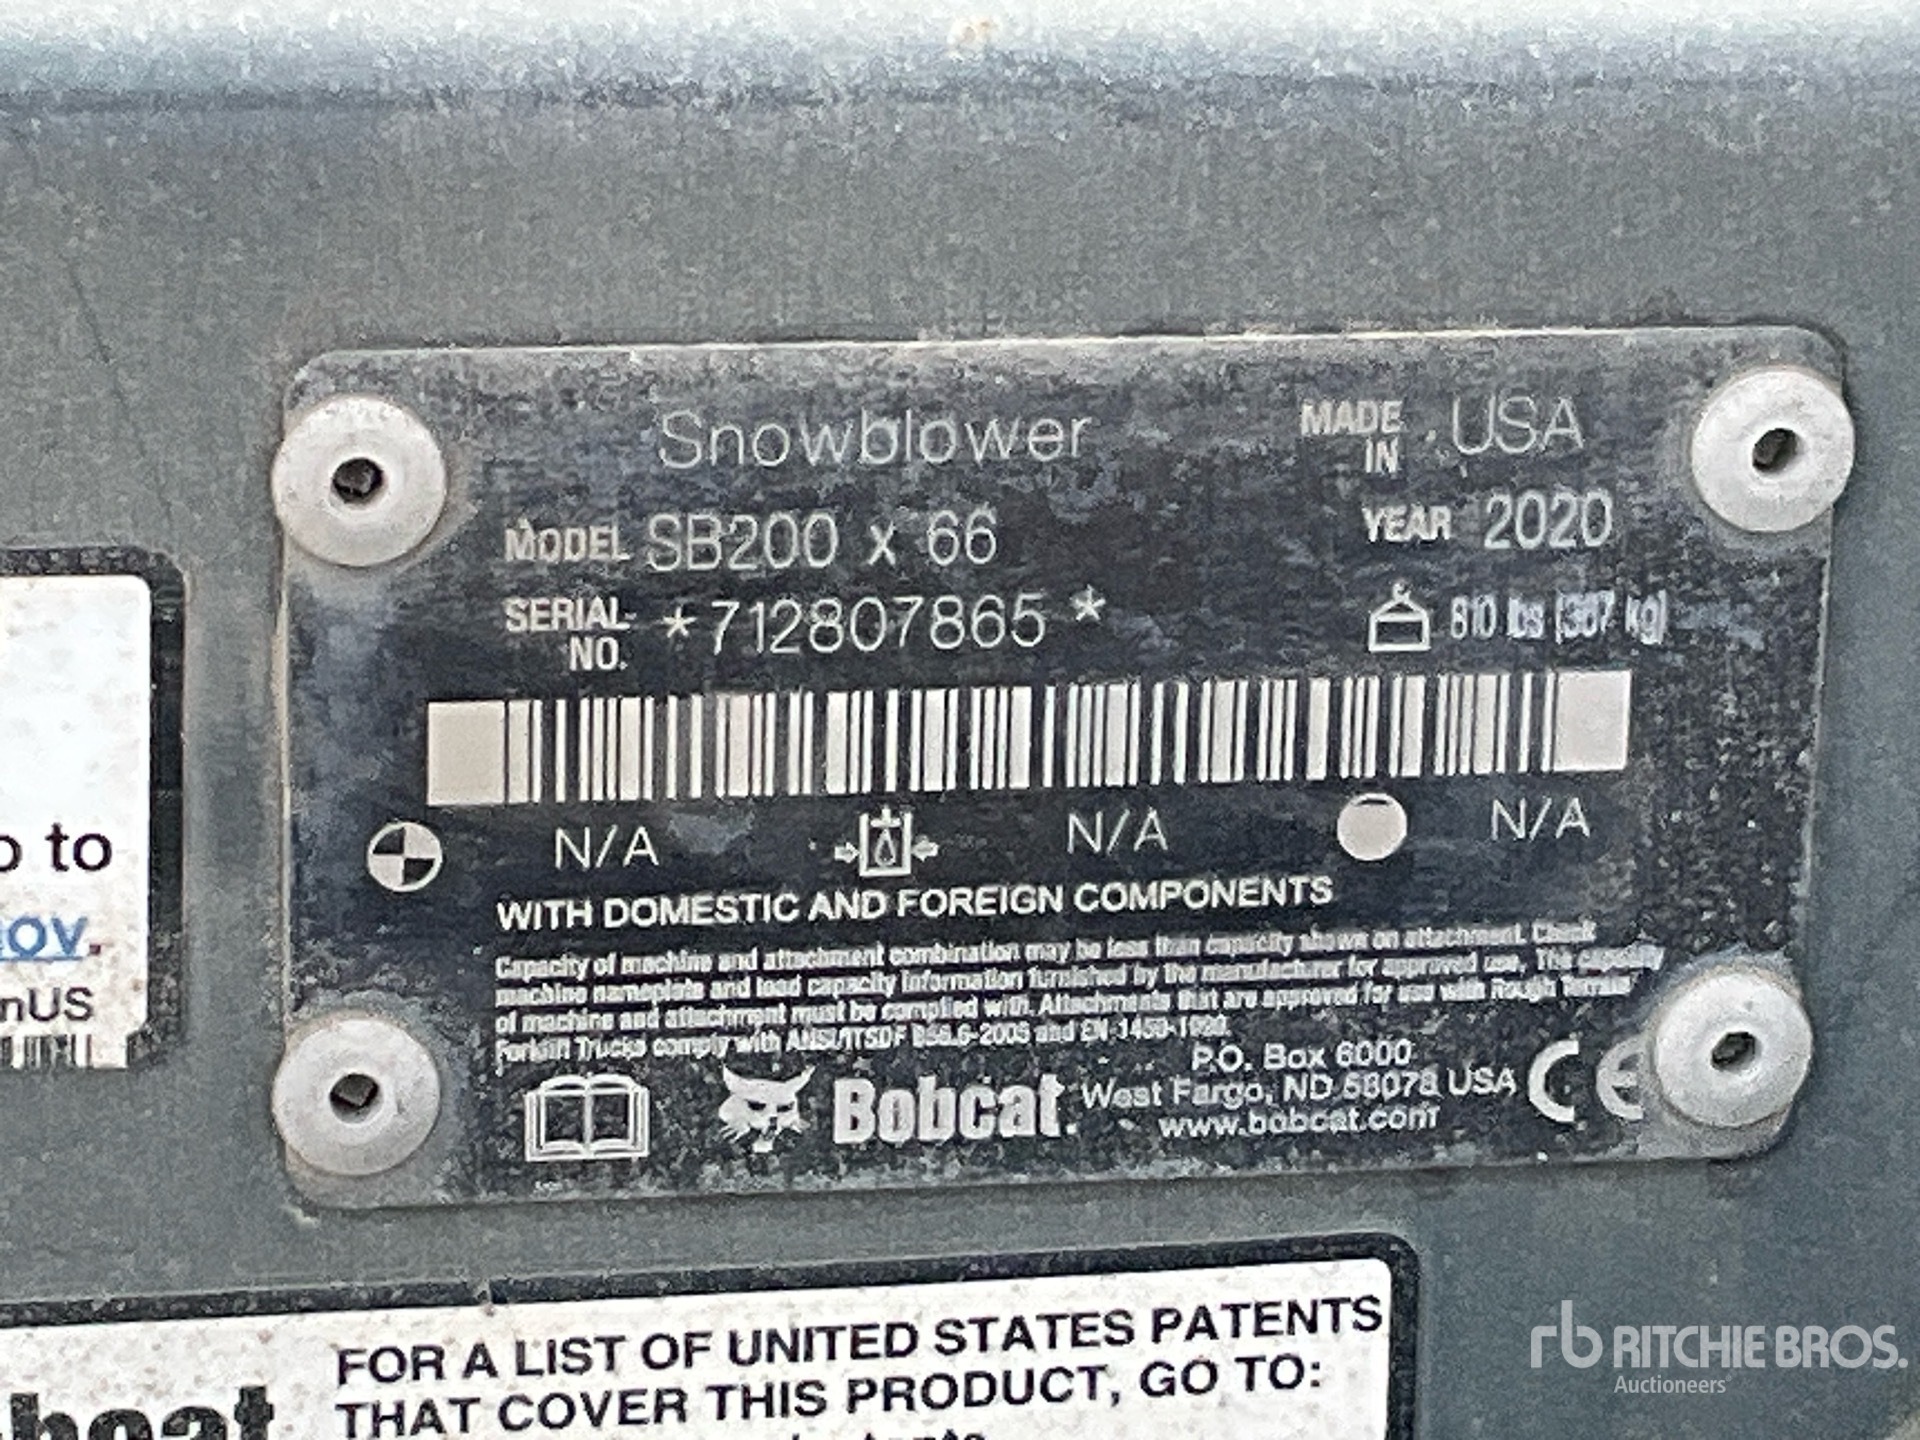 Snowblower
MADE IN USA
MODEL SB200 x 66
YEAR 2020
SERIAL NO. *712807865*
810 lbs [367 kg]
N/A
N/A
N/A
WITH DOMESTIC AND FOREIGN COMPONENTS
Capacity of machine and attachment combination may be less than capacity shown on attachment. Check
machine nameplate and load capacity information furnished by the manufacturer for approved use. The capacity
of machine and attachment must be complied with. Attachments that are approved for use with Rough Terrain
Forklift Trucks comply with ANSI/ITSDF B56.6-2005 and EN-1459-1999.
Bobcat.
P.O. Box 6000
West Fargo, ND 58078 USA
www.bobcat.com
CE
to
ov.
nUS
FOR A LIST OF UNITED STATES PATENTS
THAT COVER THIS PRODUCT, GO TO:
rb RITCHIE BROS.
Auctioneers